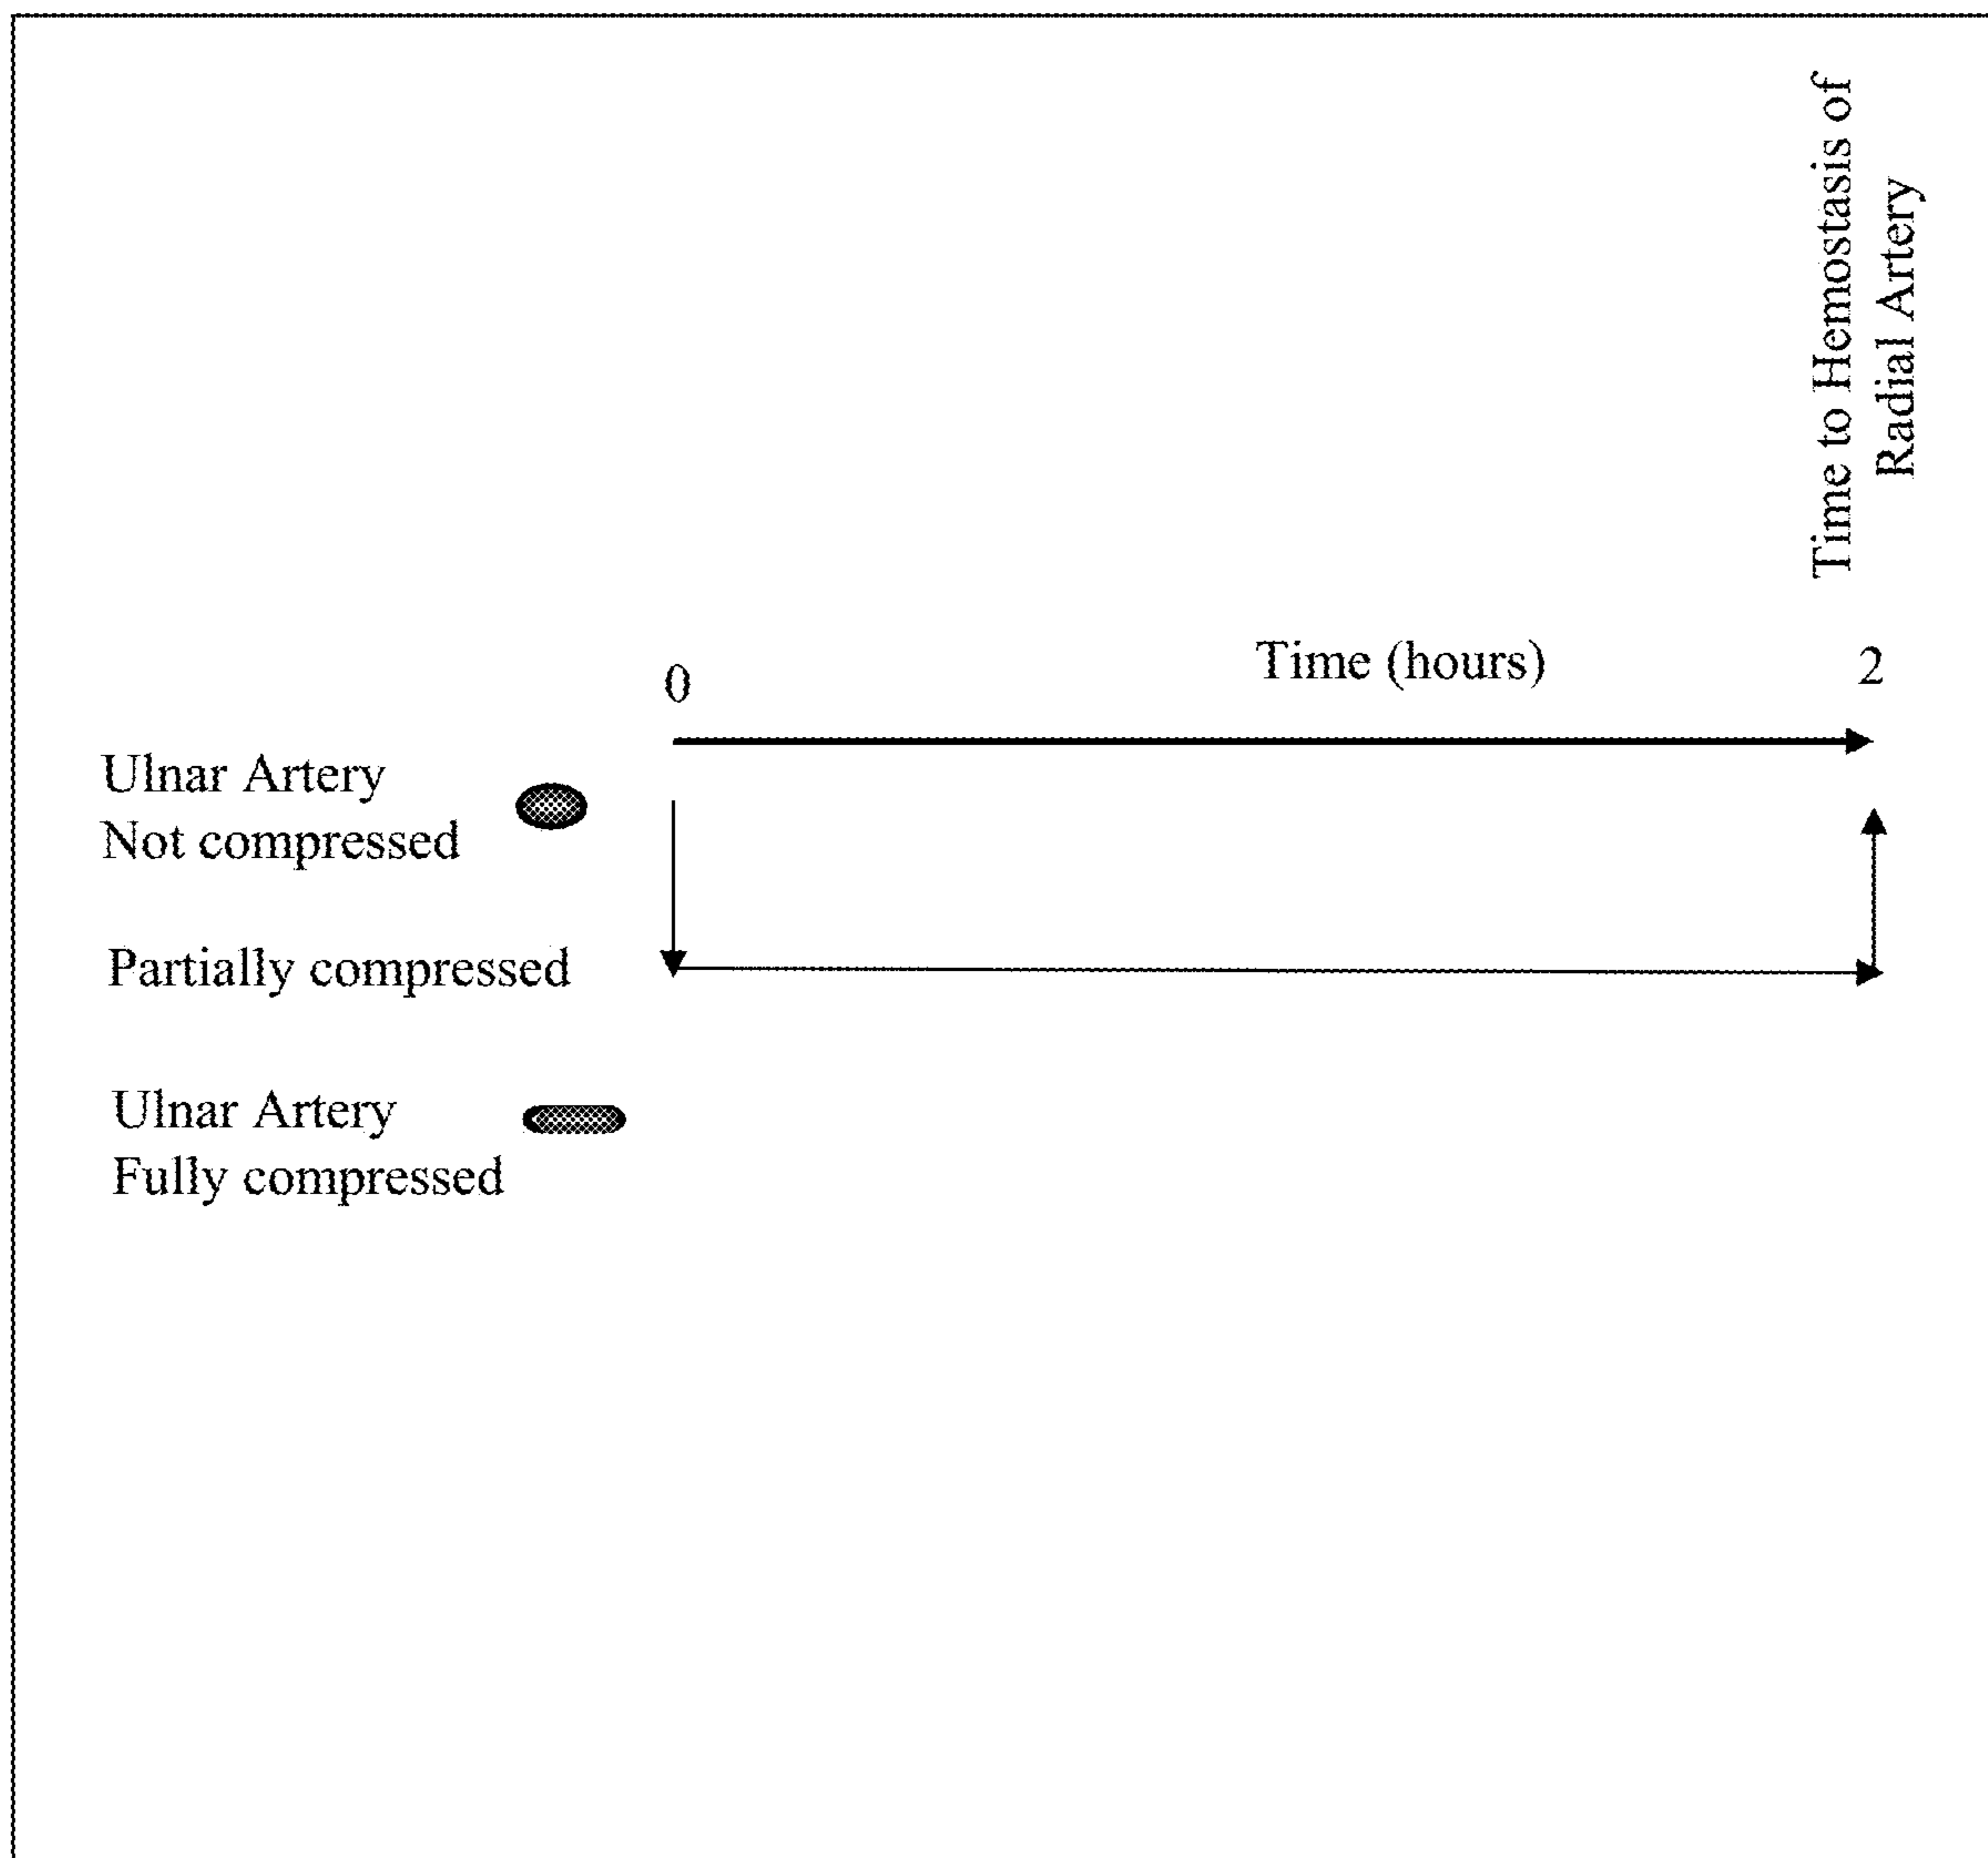 Time to Hemostasis of
Radial Artery
0
Time (hours)
2
Ulnar Artery
Not compressed
Partially compressed
Ulnar Artery
Fully compressed